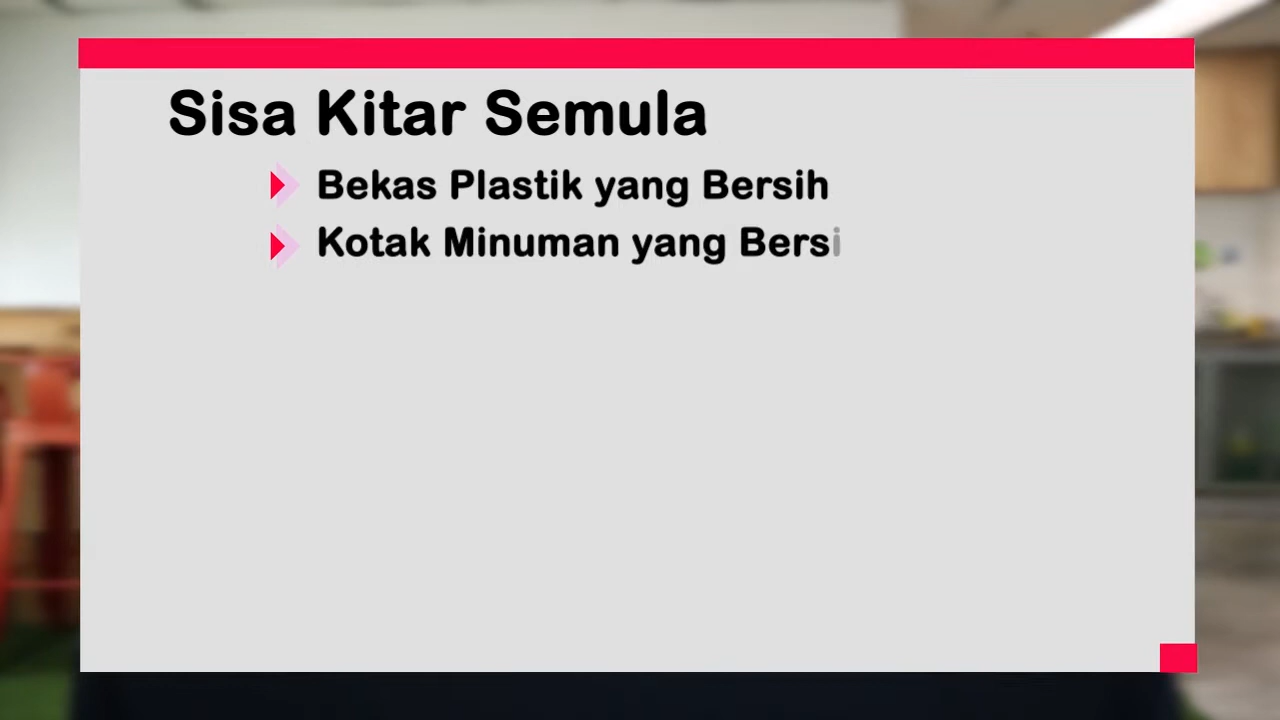 Sisa Kitar Semula
Bekas Plastik yang Bersih
Kotak Minuman yang Bersi